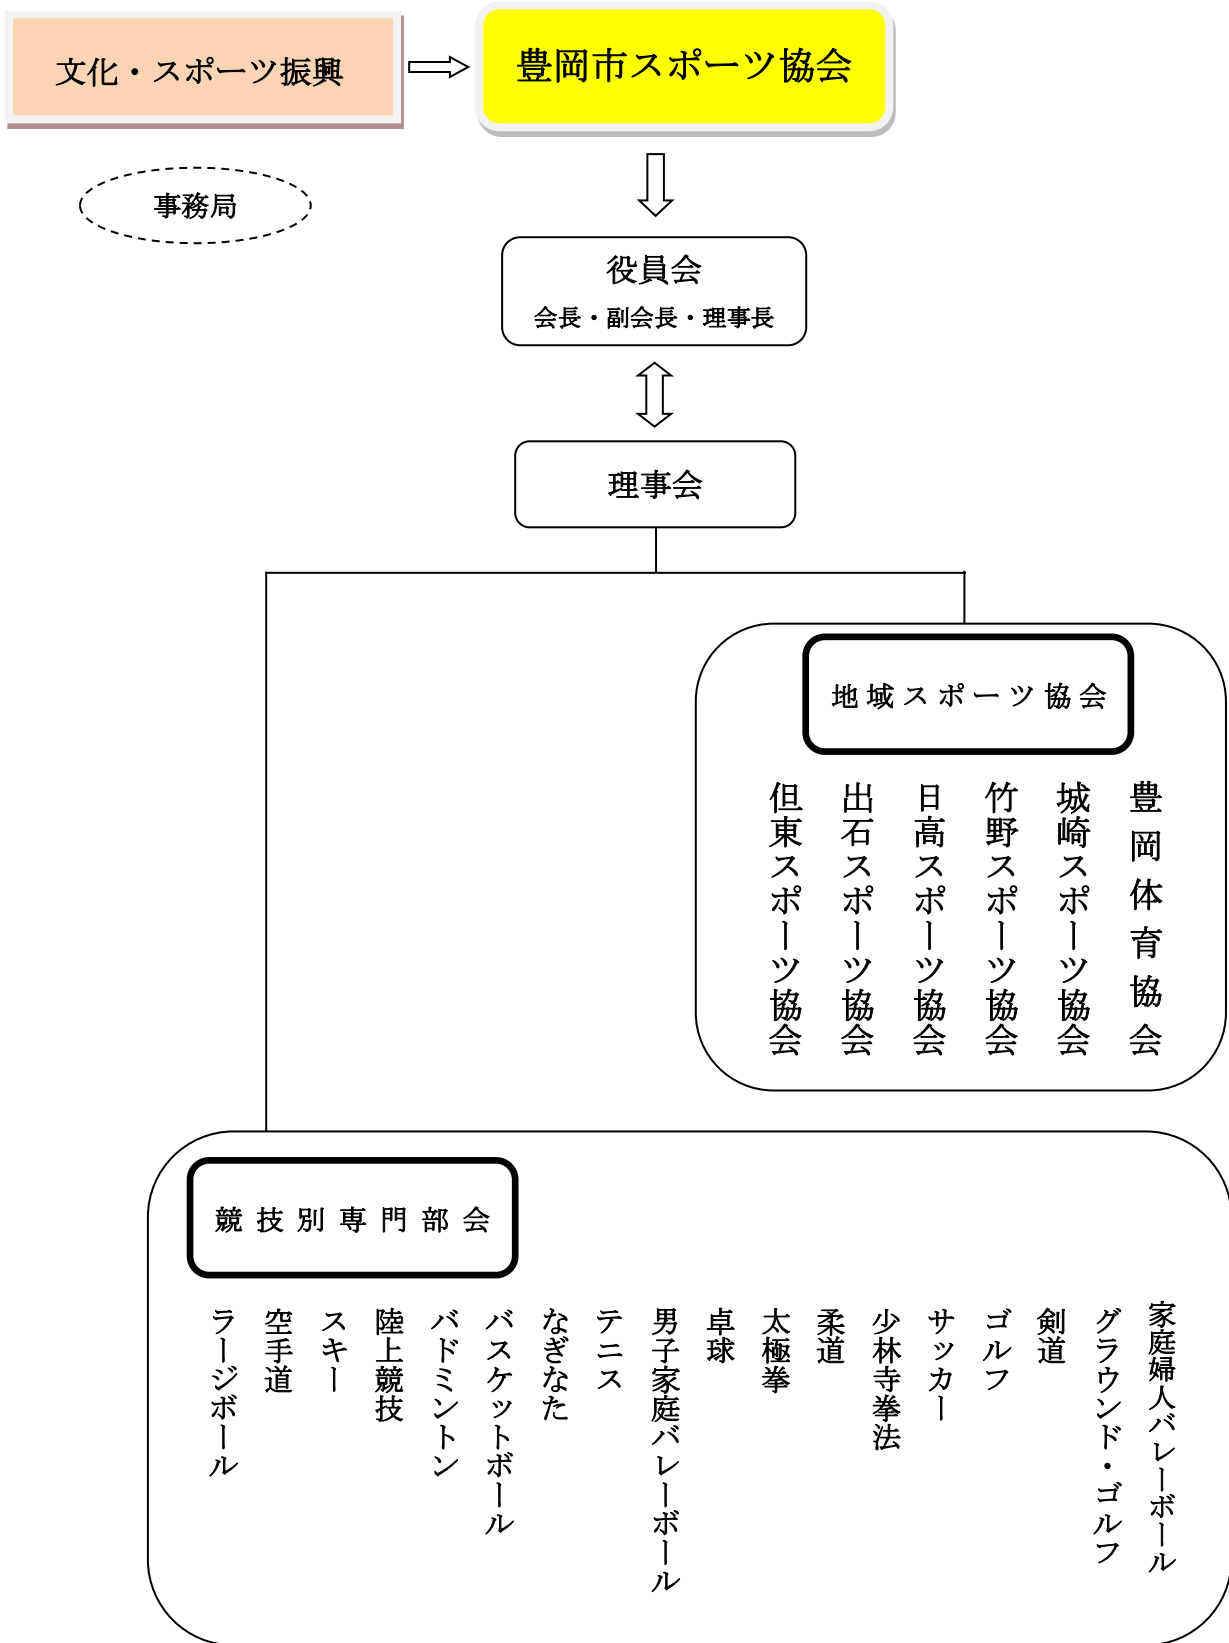 文化・スポーツ振興
豊岡市スポーツ協会
事務局
役員会
会長・副会長・理事長
理事会
地域スポーツ協会
豊岡体育協会
城崎スポーツ協会
竹野スポーツ協会
日高スポーツ協会
出石スポーツ協会
但東スポーツ協会
競技別専門部会
家庭婦人バレーボール
グラウンド・ゴルフ
剣道
ゴルフ
サッカー
少林寺拳法
柔道
太極拳
卓球
男子家庭バレーボール
テニス
なぎなた
バスケットボール
バドミントン
陸上競技
スキー
空手道
ラージボール